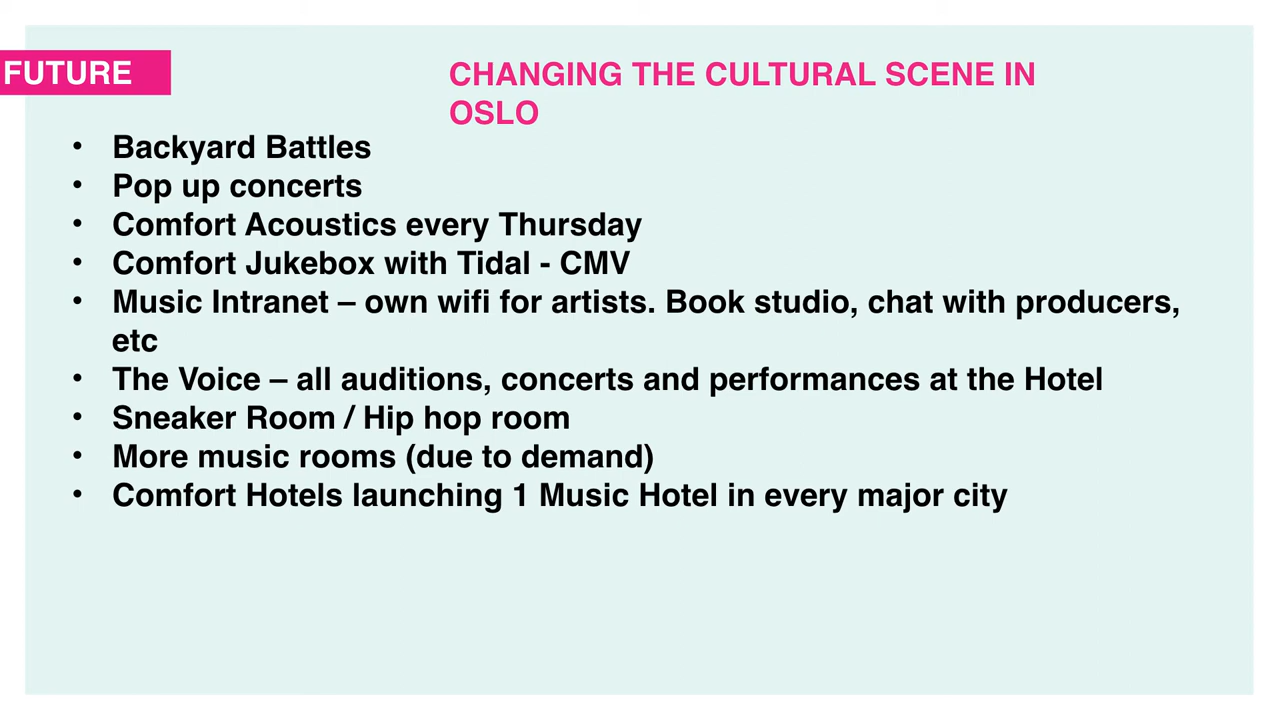 FUTURE
CHANGING THE CULTURAL SCENE IN
OSLO
• Backyard Battles
• Pop up concerts
• Comfort Acoustics every Thursday
• Comfort Jukebox with Tidal - CMV
• Music Intranet – own wifi for artists. Book studio, chat with producers,
etc
• The Voice – all auditions, concerts and performances at the Hotel
• Sneaker Room / Hip hop room
• More music rooms (due to demand)
• Comfort Hotels launching 1 Music Hotel in every major city